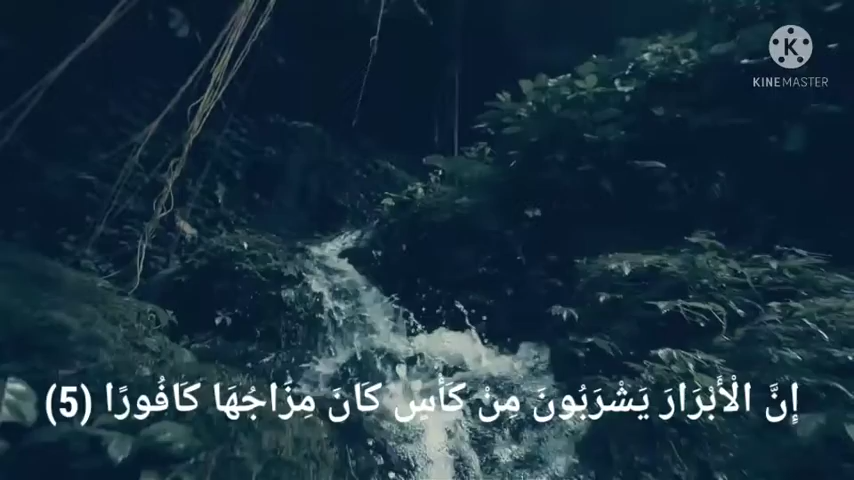 KINEMASTER
إِنَّ الْأَبْرَارَ يَشْرَبُونَ مِنْ كَأْسٍ كَانَ مِزَاجُهَا كَافُورًا (5)